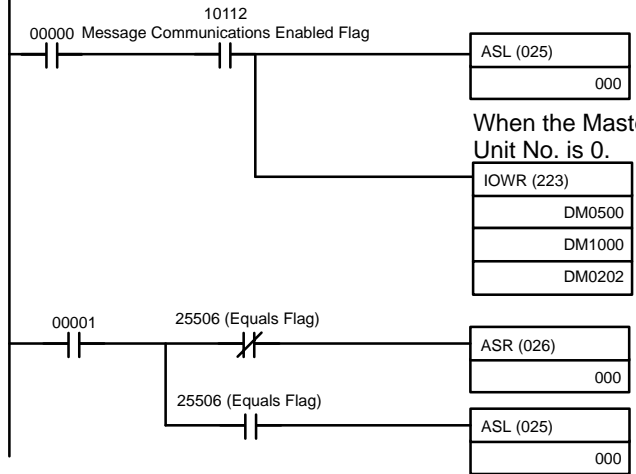 10112
00000 Message Communications Enabled Flag
ASL (025)
000
When the Mast
Unit No. is 0.
IOWR (223)
DM0500
DM1000
DM0202
00001
25506 (Equals Flag)
ASR (026)
000
25506 (Equals Flag)
ASL (025)
000